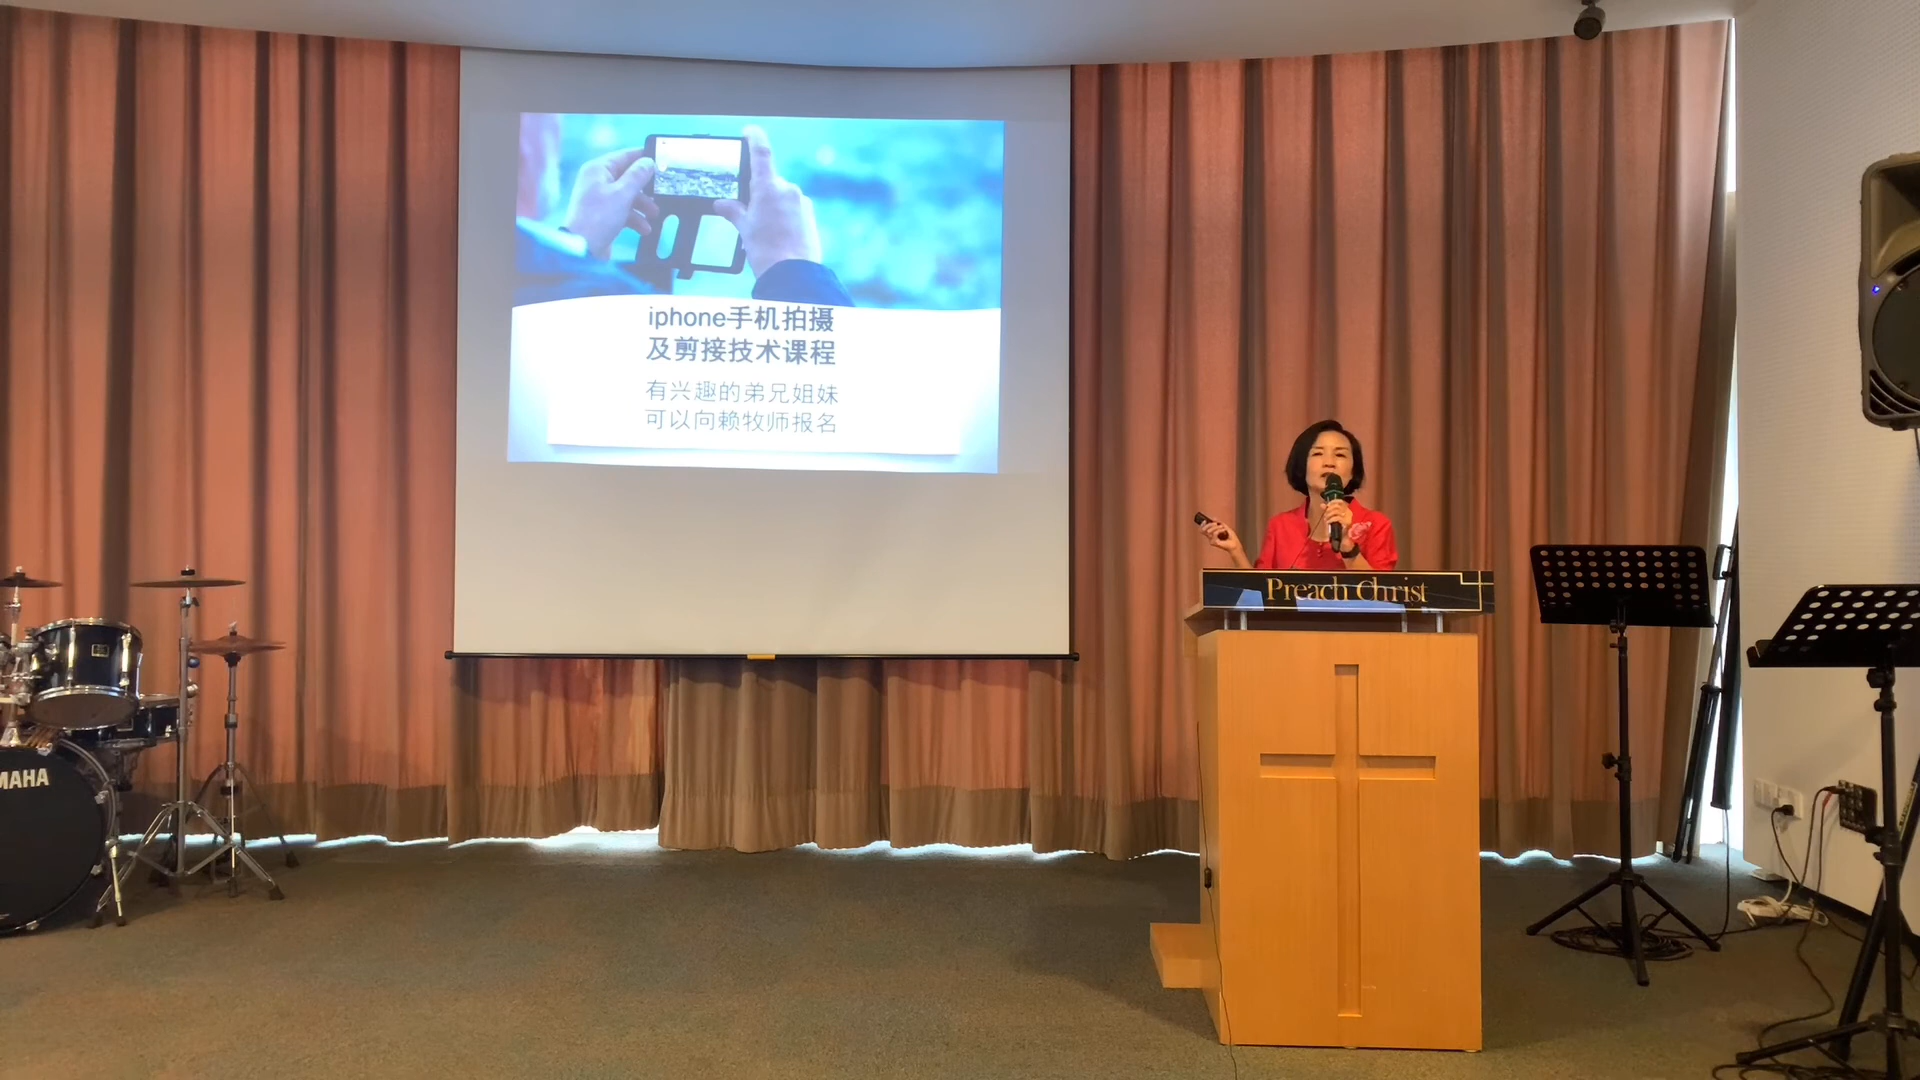 iphone手机拍摄
及剪接技术课程
有兴趣的弟兄姐妹
可以向赖牧师报名
Preach Christ
MAHA